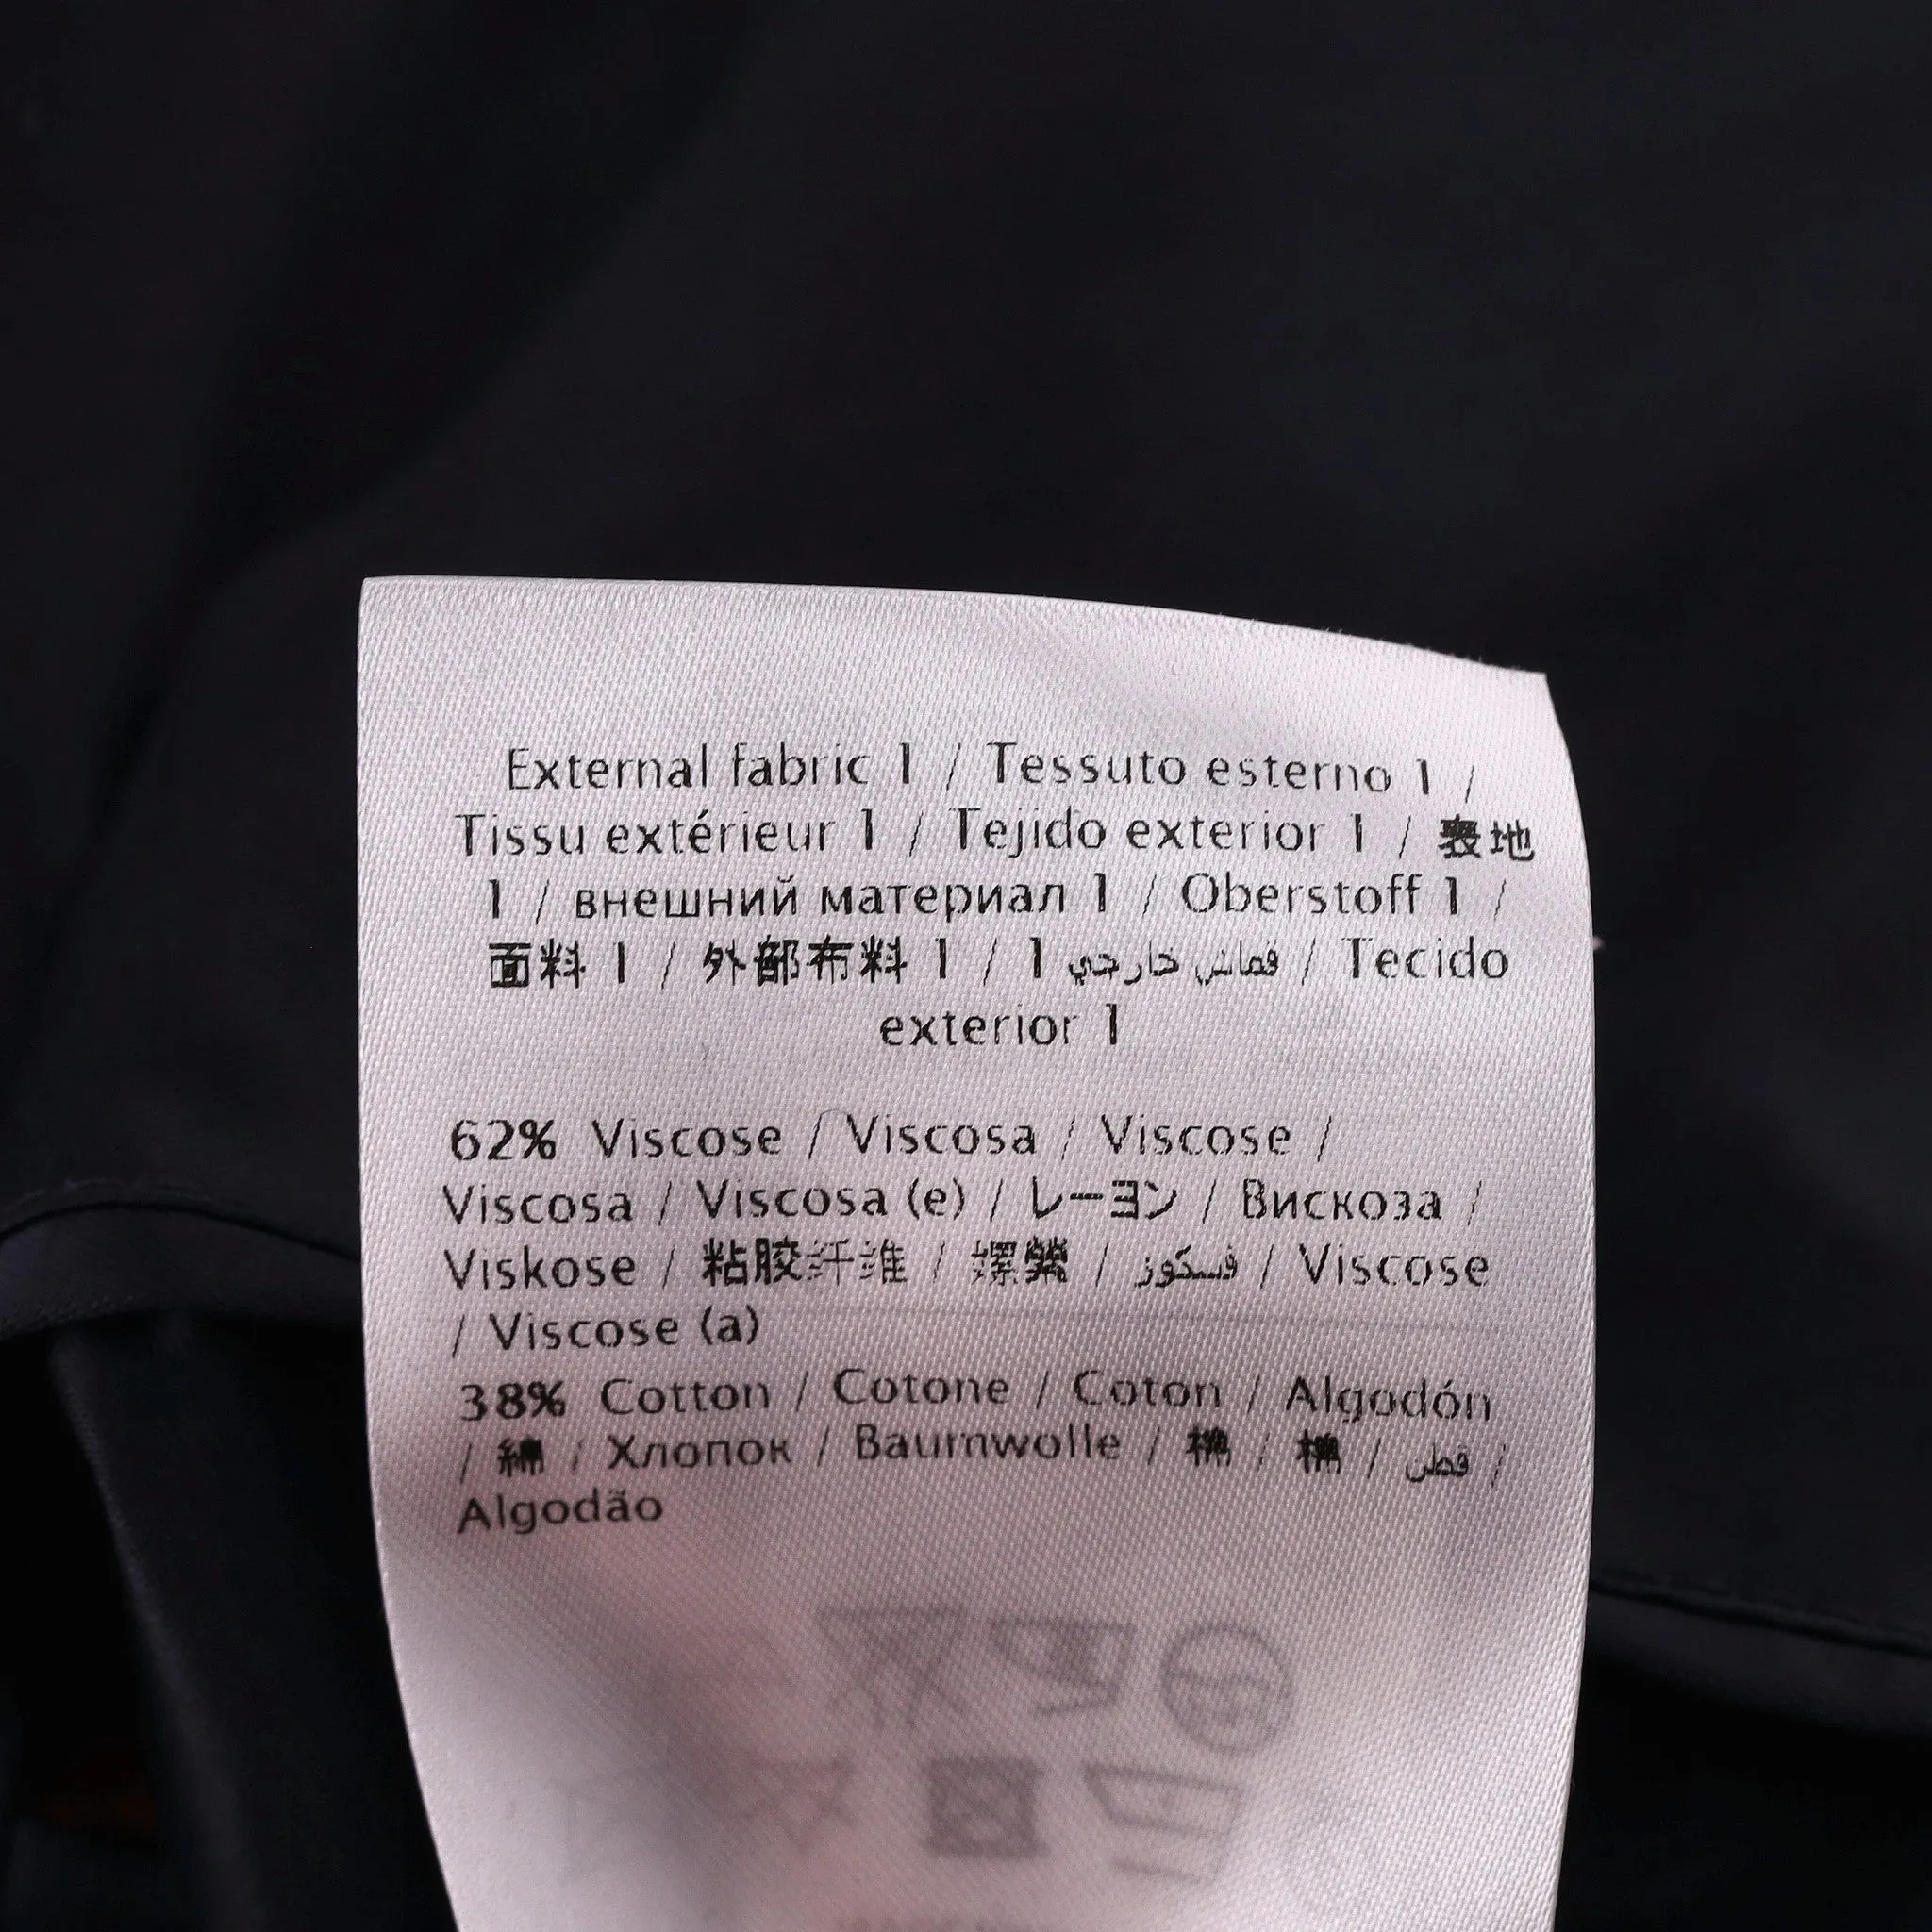 External fabric 1 / Tessuto esterno 1 /
Tissu extérieur 1 / Tejido exterior 1 / 表地
1 / внешний материал 1 / Oberstoff 1 /
面料 1 / 外部布料 1 / 1 قماش خارجي / Tecido
exterior 1
62% Viscose / Viscosa / Viscose /
Viscosa / Viscosa (e) / レーヨン / Вискоза /
Viskose / 粘胶纤维 / 嫘縈 / فسكوز / Viscose
/ Viscose (a)
38% Cotton / Cotone / Coton / Algodón
/ 綿 / Хлопок / Baumwolle / 棉 / 棉 / قطن /
Algodão